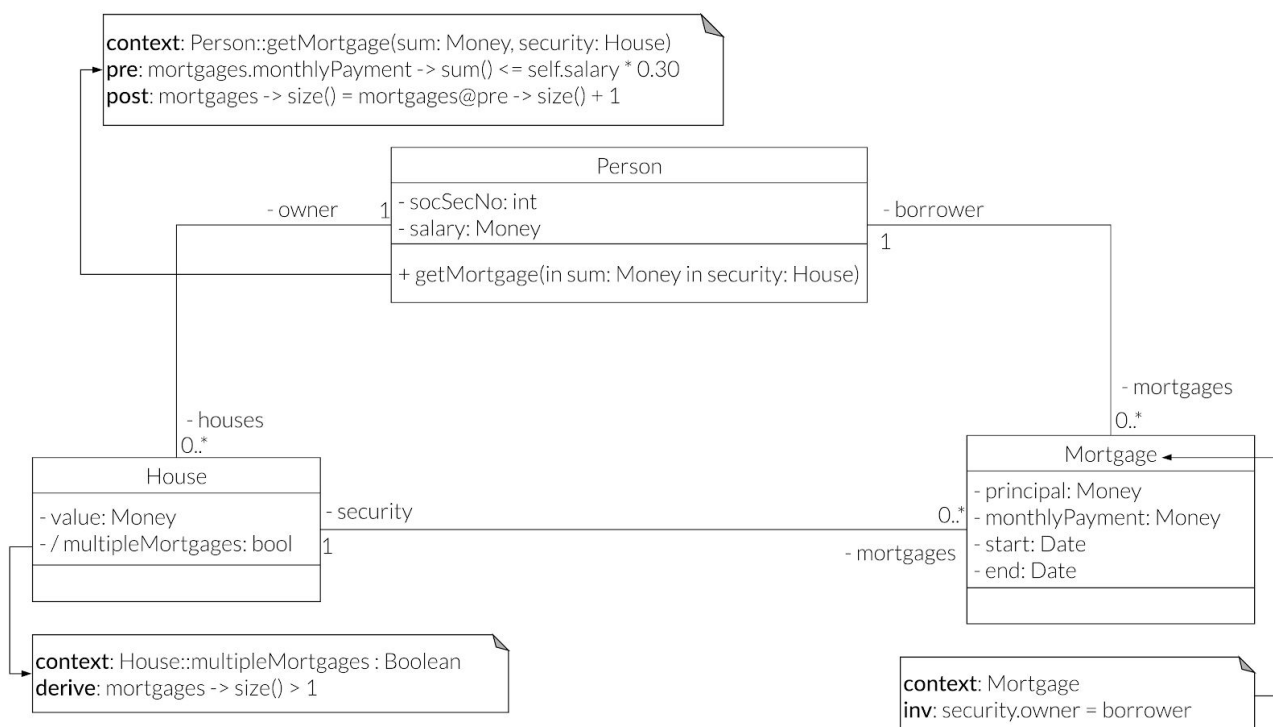 context: Person::getMortgage(sum: Money, security: House)
pre: mortgages.monthlyPayment -> sum() <= self.salary * 0.30
post: mortgages -> size() = mortgages@pre -> size() + 1
Person
- socSecNo: int
- salary: Money
+ getMortgage(in sum: Money in security: House)
- owner
1
- borrower
1
- houses
0..*
- mortgages
0..*
House
- value: Money
- / multipleMortgages: bool
- security
1
0..*
- mortgages
Mortgage
- principal: Money
- monthlyPayment: Money
- start: Date
- end: Date
context: House::multipleMortgages : Boolean
derive: mortgages -> size() > 1
context: Mortgage
inv: security.owner = borrower